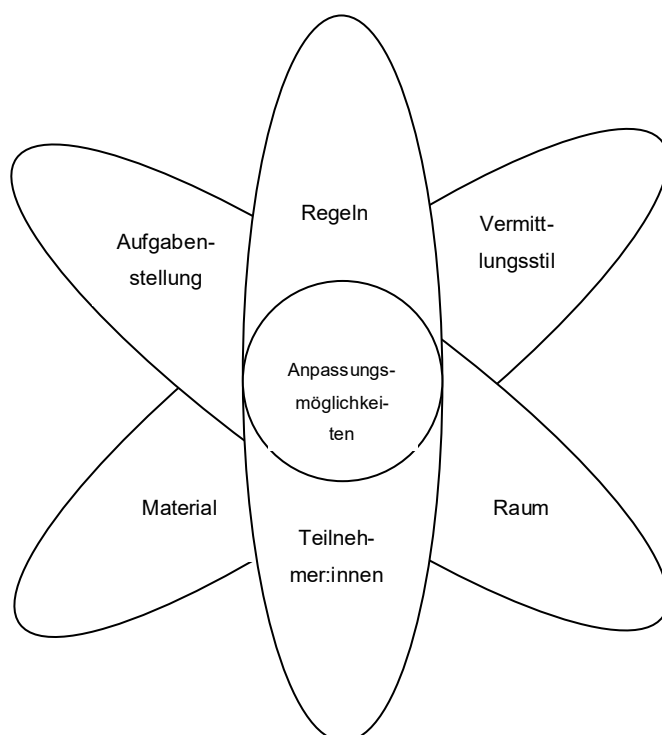 Regeln
Vermitt-
lungsstil
Aufgaben-
stellung
Anpassungs-
möglichkei-
ten
Material
Raum
Teilneh-
mer:innen